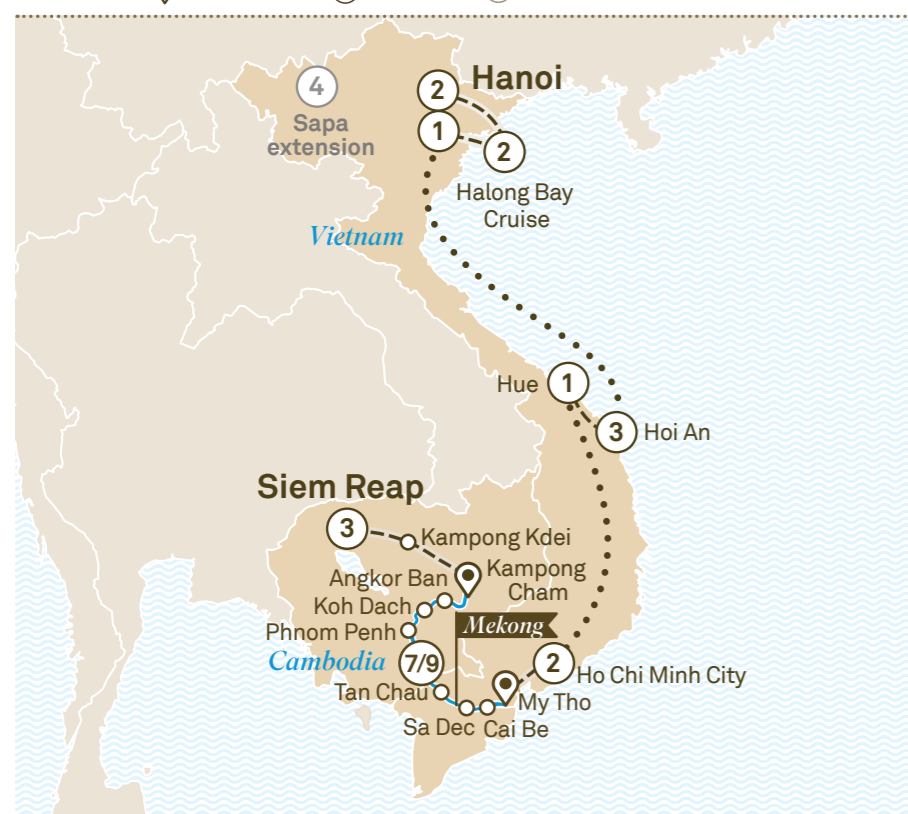 2
Hanoi
4
Sapa
extension
1
2
Halong Bay
Cruise
Vietnam
Hue
1
3
Hoi An
Siem Reap
3
Kampong Kdei
Angkor Ban
Kampong
Cham
Koh Dach
Phnom Penh
Mekong
Cambodia
7/9
2
Ho Chi Minh City
Tan Chau
My Tho
Sa Dec
Cai Be